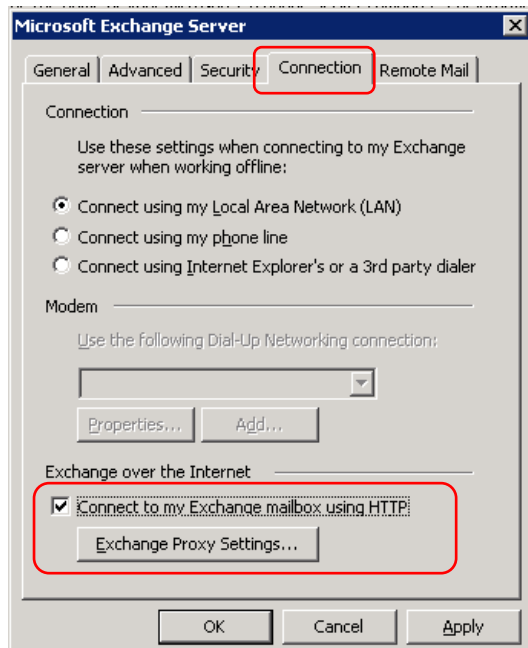 Microsoft Exchange Server
General Advanced Security Connection Remote Mail
Connection
Use these settings when connecting to my Exchange
server when working offline:
Connect using my Local Area Network (LAN)
Connect using my phone line
Connect using Internet Explorer's or a 3rd party dialer
Modem
Use the following Dial-Up Networking connection:
Properties... Add...
Exchange over the Internet
Connect to my Exchange mailbox using HTTP
Exchange Proxy Settings...
OK Cancel Apply